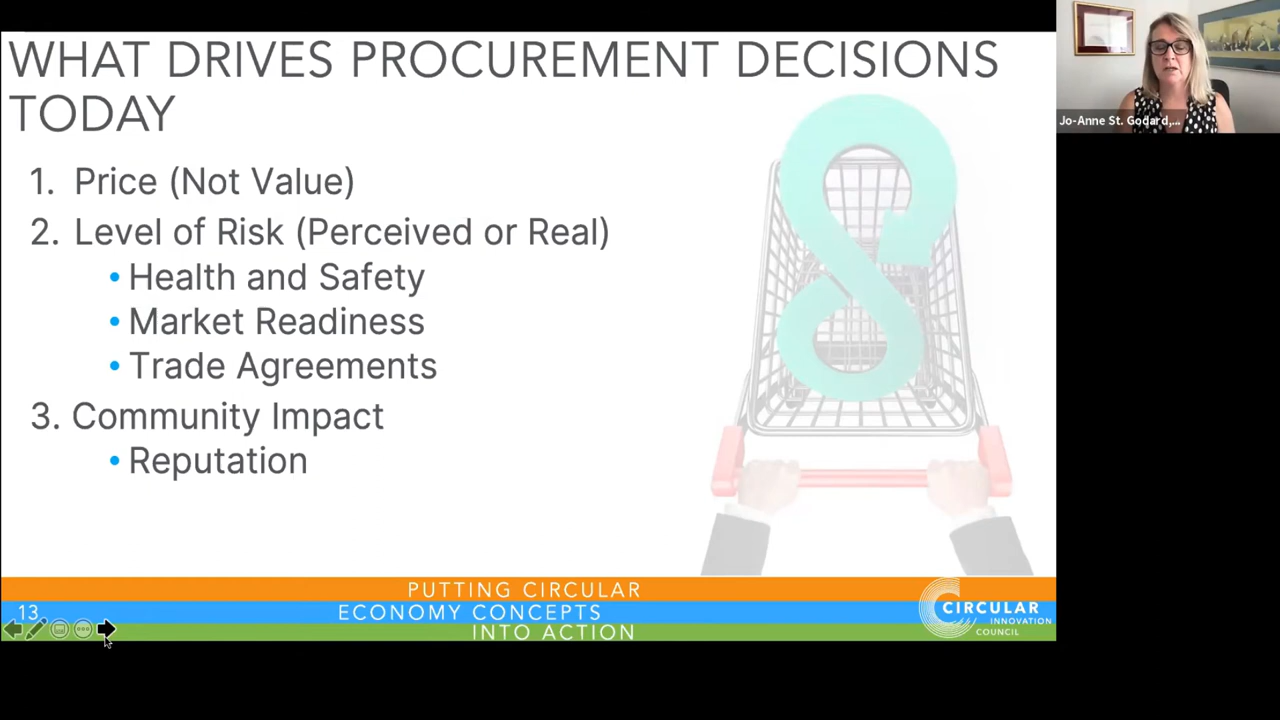 WHAT DRIVES PROCUREMENT DECISIONS
TODAY
1. Price (Not Value)
2. Level of Risk (Perceived or Real)
• Health and Safety
• Market Readiness
• Trade Agreements
3. Community Impact
• Reputation
PUTTING CIRCULAR
ECONOMY CONCEPTS
INTO ACTION
13
CIRCULAR
INNOVATION
COUNCIL
Jo-Anne St. Godard,...